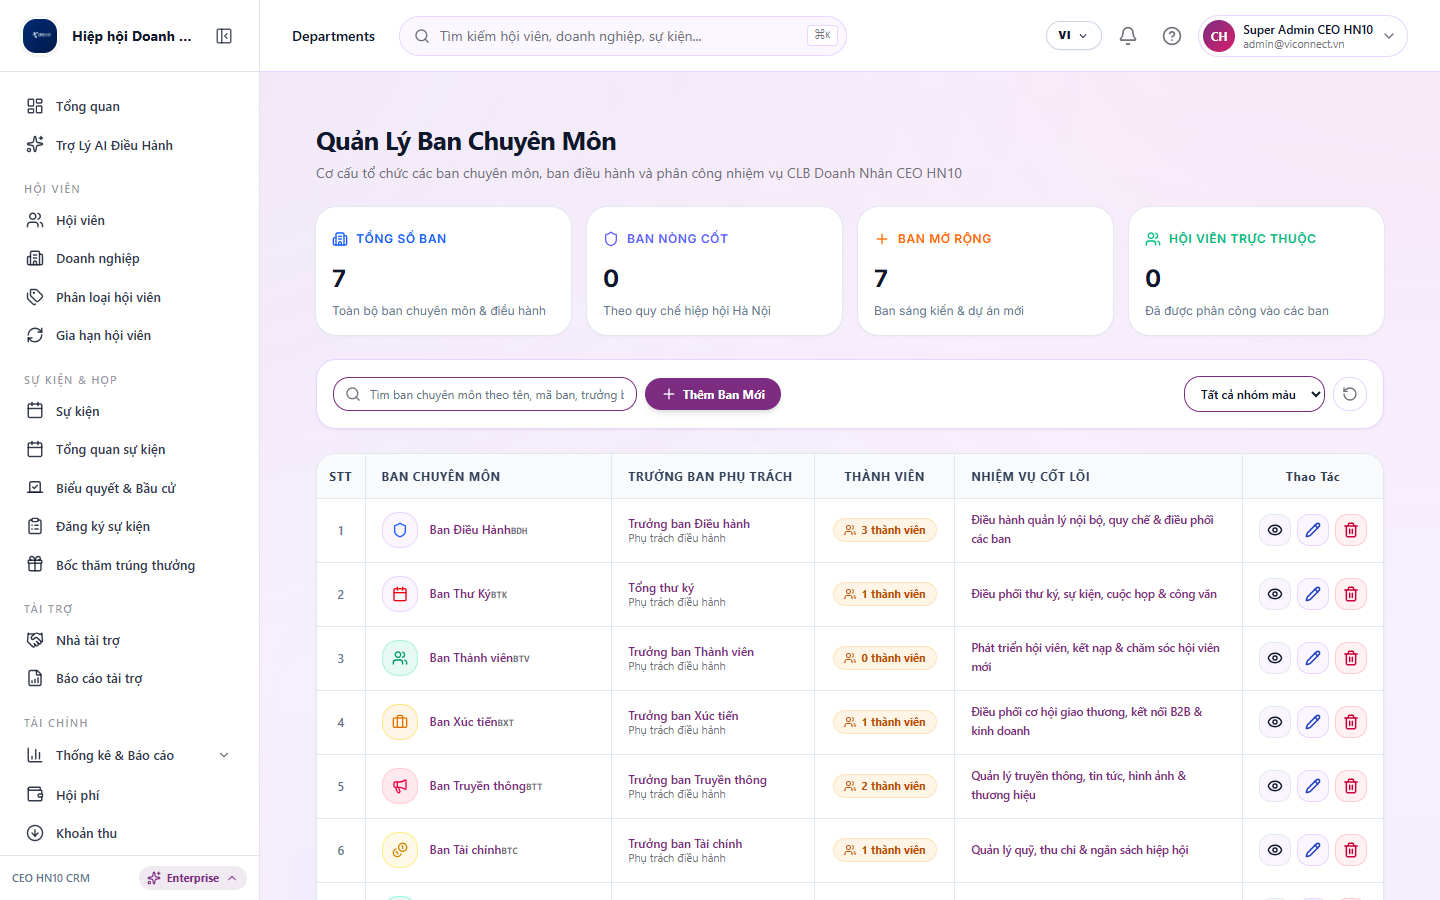 Hiệp hội Doanh ...
Departments
Tìm kiếm hội viên, doanh nghiệp, sự kiện...
⌘K
VI
CH
Super Admin CEO HN10
admin@viconnect.vn
Tổng quan
Trợ Lý AI Điều Hành
HỘI VIÊN
Hội viên
Doanh nghiệp
Phân loại hội viên
Gia hạn hội viên
SỰ KIỆN & HỌP
Sự kiện
Tổng quan sự kiện
Biểu quyết & Bầu cử
Đăng ký sự kiện
Bốc thăm trúng thưởng
TÀI TRỢ
Nhà tài trợ
Báo cáo tài trợ
TÀI CHÍNH
Thống kê & Báo cáo
Hội phí
Khoản thu
CEO HN10 CRM
Enterprise
Quản Lý Ban Chuyên Môn
Cơ cấu tổ chức các ban chuyên môn, ban điều hành và phân công nhiệm vụ CLB Doanh Nhân CEO HN10
TỔNG SỐ BAN
7
Toàn bộ ban chuyên môn & điều hành
BAN NÒNG CỐT
0
Theo quy chế hiệp hội Hà Nội
BAN MỞ RỘNG
7
Ban sáng kiến & dự án mới
HỘI VIÊN TRỰC THUỘC
0
Đã được phân công vào các ban
Tìm ban chuyên môn theo tên, mã ban, trưởng b
Thêm Ban Mới
Tất cả nhóm màu
STT BAN CHUYÊN MÔN TRƯỞNG BAN PHỤ TRÁCH THÀNH VIÊN NHIỆM VỤ CỐT LÕI Thao Tác
1
Ban Điều HànhBDH
Trưởng ban Điều hành
Phụ trách điều hành
3 thành viên
Điều hành quản lý nội bộ, quy chế & điều phối
các ban
2
Ban Thư KýBTK
Tổng thư ký
Phụ trách điều hành
1 thành viên
Điều phối thư ký, sự kiện, cuộc họp & công văn
3
Ban Thành viênBTV
Trưởng ban Thành viên
Phụ trách điều hành
0 thành viên
Phát triển hội viên, kết nạp & chăm sóc hội viên
mới
4
Ban Xúc tiếnBXT
Trưởng ban Xúc tiến
Phụ trách điều hành
1 thành viên
Điều phối cơ hội giao thương, kết nối B2B &
kinh doanh
5
Ban Truyền thôngBTT
Trưởng ban Truyền thông
Phụ trách điều hành
2 thành viên
Quản lý truyền thông, tin tức, hình ảnh &
thương hiệu
6
Ban Tài chínhBTC
Trưởng ban Tài chính
Phụ trách điều hành
1 thành viên
Quản lý quỹ, thu chi & ngân sách hiệp hội